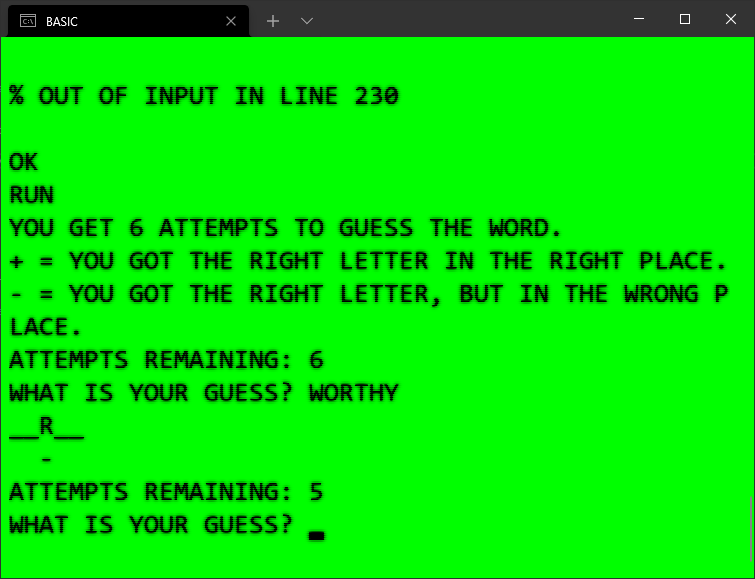 BASIC
% OUT OF INPUT IN LINE 230
OK
RUN
YOU GET 6 ATTEMPTS TO GUESS THE WORD.
+ = YOU GOT THE RIGHT LETTER IN THE RIGHT PLACE.
- = YOU GOT THE RIGHT LETTER, BUT IN THE WRONG P
LACE.
ATTEMPTS REMAINING: 6
WHAT IS YOUR GUESS? WORTHY
__R__
-
ATTEMPTS REMAINING: 5
WHAT IS YOUR GUESS?